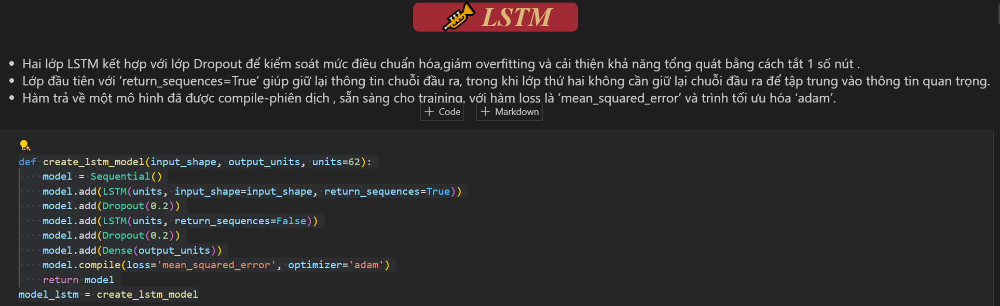 LSTM
Hai lớp LSTM kết hợp với lớp Dropout để kiểm soát mức điều chuẩn hóa,giảm overfitting và cải thiện khả năng tổng quát bằng cách tắt 1 số nút .
Lớp đầu tiên với ‘return_sequences=True’ giúp giữ lại thông tin chuỗi đầu ra, trong khi lớp thứ hai không cần giữ lại chuỗi đầu ra để tập trung vào thông tin quan trọng.
Hàm trả về một mô hình đã được compile-phiên dịch , sẵn sàng cho training, với hàm loss là ‘mean_squared_error’ và trình tối ưu hóa ‘adam’.
+ Code + Markdown
def create_lstm_model(input_shape, output_units, units=62):
    model = Sequential()
    model.add(LSTM(units, input_shape=input_shape, return_sequences=True))
    model.add(Dropout(0.2))
    model.add(LSTM(units, return_sequences=False))
    model.add(Dropout(0.2))
    model.add(Dense(output_units))
    model.compile(loss='mean_squared_error', optimizer='adam')
    return model
model_lstm = create_lstm_model